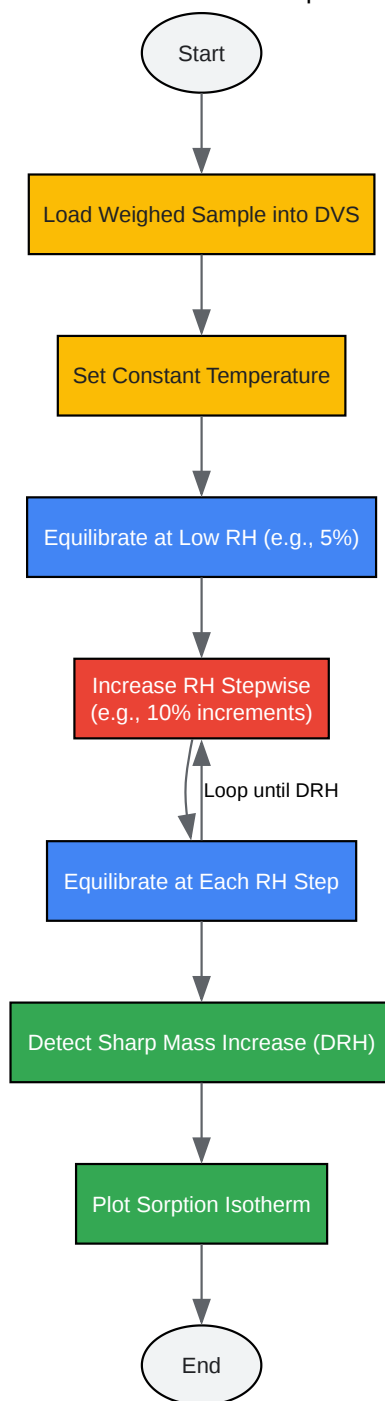 Start
Load Weighed Sample into DVS
Set Constant Temperature
Equilibrate at Low RH (e.g., 5%)
Increase RH Stepwise
(e.g., 10% increments)
Loop until DRH
Equilibrate at Each RH Step
Detect Sharp Mass Increase (DRH)
Plot Sorption Isotherm
End